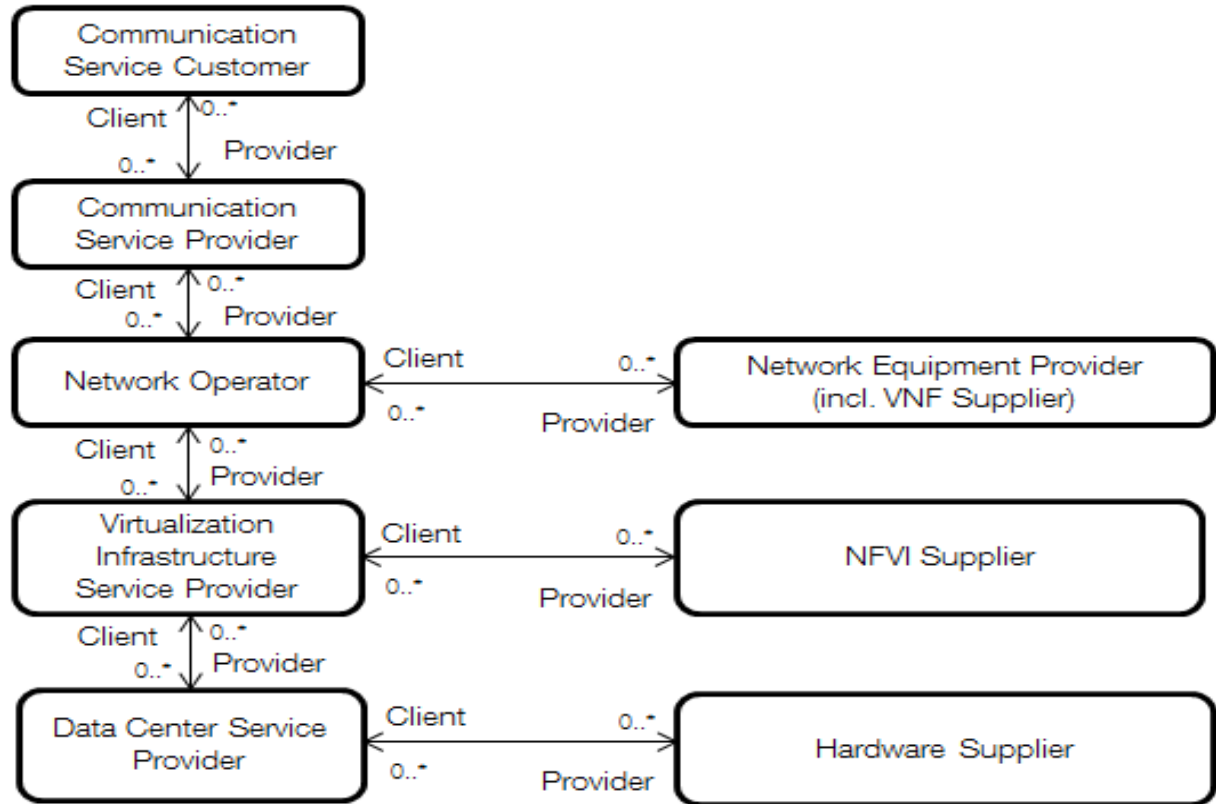 Communication
Service Customer
Client
0..*
0..*
Provider
Communication
Service Provider
Client
0..*
0..*
Provider
Network Operator
Client
0..*
0..*
Provider
Network Equipment Provider
(incl. VNF Supplier)
Client
0..*
0..*
Provider
Virtualization
Infrastructure
Service Provider
Client
0..*
0..*
Provider
NFVI Supplier
Client
0..*
0..*
Provider
Data Center Service
Provider
Client
0..*
0..*
Provider
Hardware Supplier